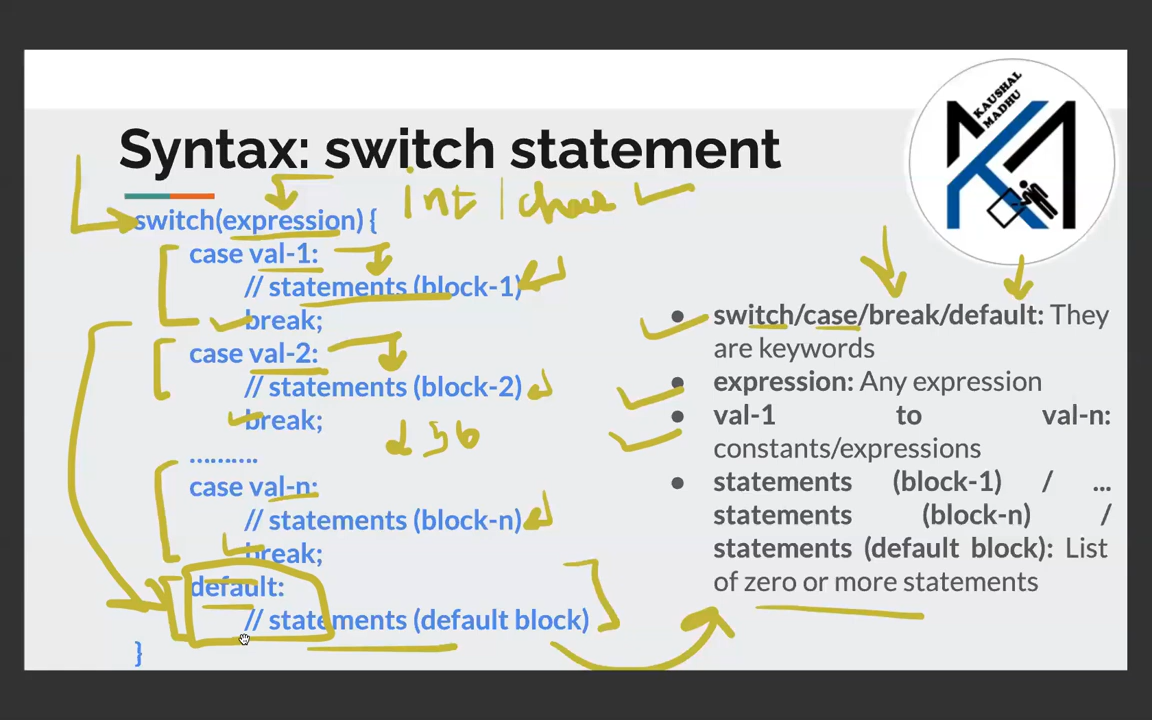 KAUSHAL
MADHU
Syntax: switch statement
int | char
switch(expression) {
case val-1:
// statements (block-1)
break;
case val-2:
// statements (block-2)
break;
..........
case val-n:
// statements (block-n)
break;
default:
// statements (default block)
}
● switch/case/break/default: They
are keywords
● expression: Any expression
● val-1 to val-n:
constants/expressions
● statements (block-1) / ...
statements (block-n) /
statements (default block): List
of zero or more statements